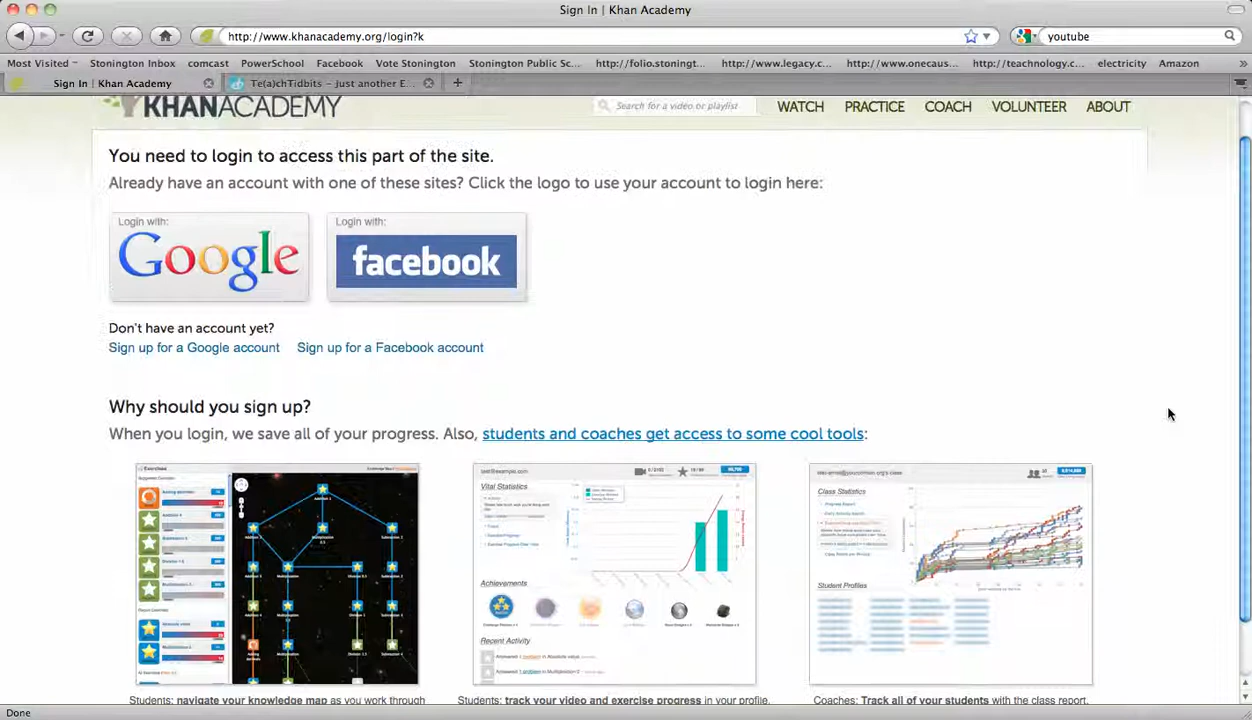 Sign In | Khan Academy
http://www.khanacademy.org/login?k
youtube
Most Visited Stonington Inbox comcast PowerSchool Facebook Vote Stonington Stonington Public Sc... http://folio.stoningt... http://www.legacy.c... http://www.onecaus... http://teachnology.c... electricity Amazon »
Sign In | Khan Academy Te(a)chTidbits – just another E...
KHANACADEMY Search for a video or playlist WATCH PRACTICE COACH VOLUNTEER ABOUT
You need to login to access this part of the site.
Already have an account with one of these sites? Click the logo to use your account to login here:
Login with: Login with:
Google facebook
Don't have an account yet?
Sign up for a Google account Sign up for a Facebook account
Why should you sign up?
When you login, we save all of your progress. Also, students and coaches get access to some cool tools:
Exercises
test@example.com
Vital Statistics
Achievements
Recent Activity
Class Statistics
Student Profiles
Students: navigate your knowledge map as you work through
Students: track your video and exercise progress in your profile.
Coaches: Track all of your students with the class report.
Done